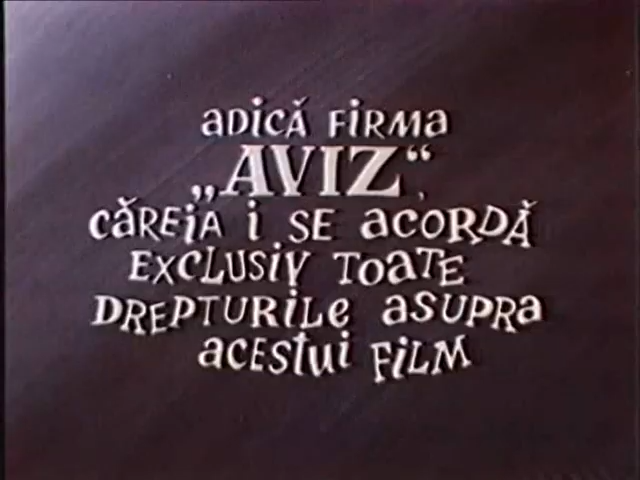 adică firma
„AVIZ“,
căreia i se acordă
exclusiv toate
drepturile asupra
acestui film